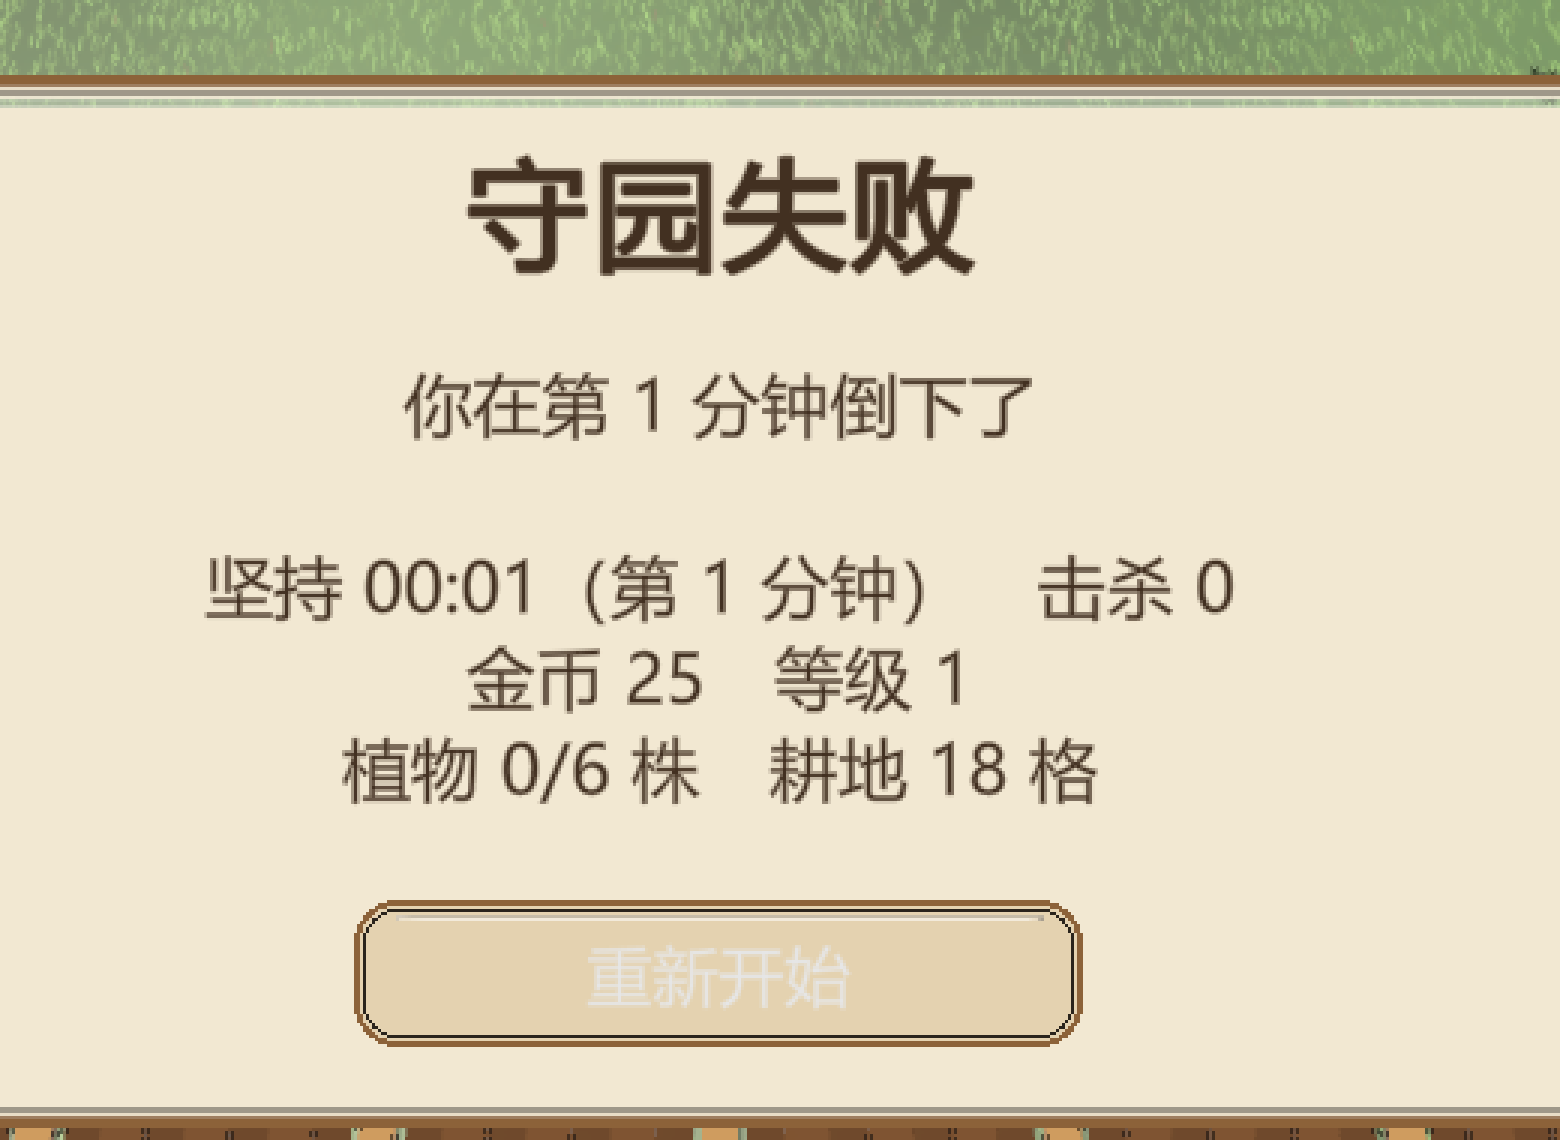 守园失败
你在第 1 分钟倒下了
坚持 00:01（第 1 分钟）　击杀 0
金币 25　等级 1
植物 0/6 株　耕地 18 格
重新开始